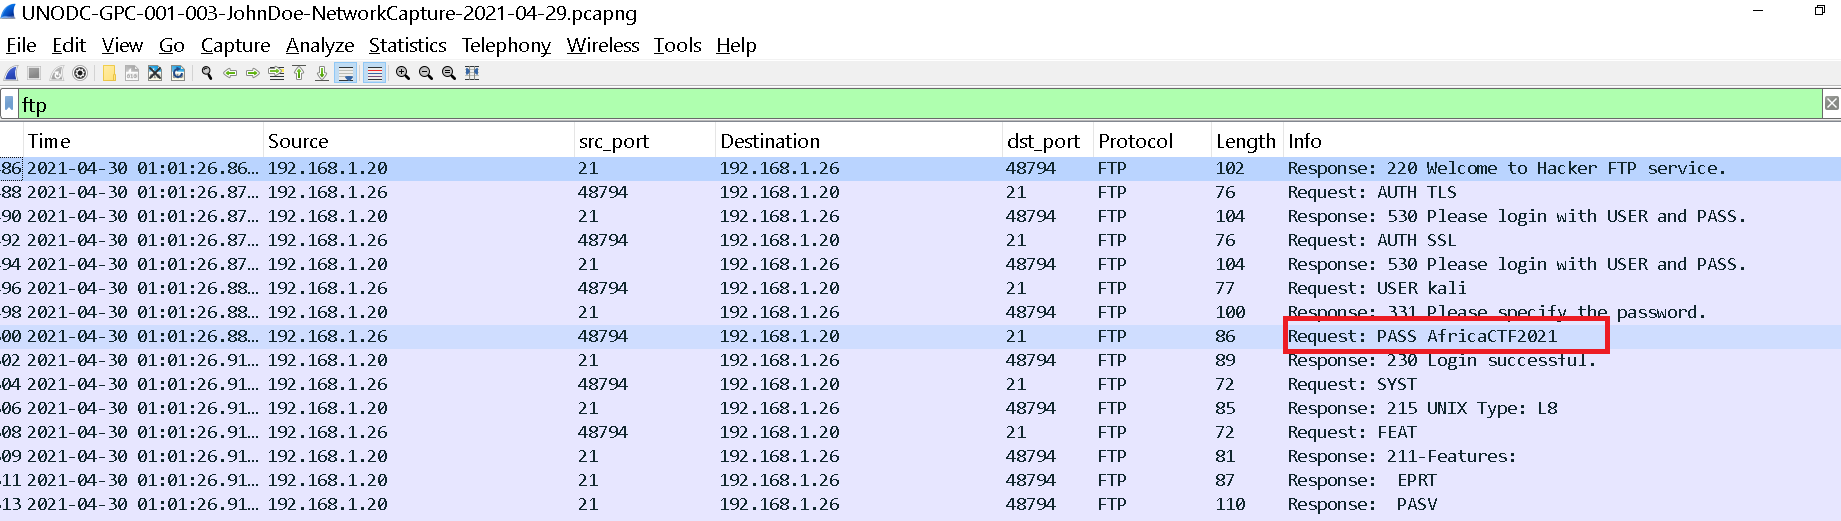 UNODC-GPC-001-003-JohnDoe-NetworkCapture-2021-04-29.pcapng
File Edit View Go Capture Analyze Statistics Telephony Wireless Tools Help
ftp
Time Source src_port Destination dst_port Protocol Length Info
86 2021-04-30 01:01:26.86… 192.168.1.20 21 192.168.1.26 48794 FTP 102 Response: 220 Welcome to Hacker FTP service.
88 2021-04-30 01:01:26.87… 192.168.1.26 48794 192.168.1.20 21 FTP 76 Request: AUTH TLS
90 2021-04-30 01:01:26.87… 192.168.1.20 21 192.168.1.26 48794 FTP 104 Response: 530 Please login with USER and PASS.
92 2021-04-30 01:01:26.87… 192.168.1.26 48794 192.168.1.20 21 FTP 76 Request: AUTH SSL
94 2021-04-30 01:01:26.87… 192.168.1.20 21 192.168.1.26 48794 FTP 104 Response: 530 Please login with USER and PASS.
96 2021-04-30 01:01:26.88… 192.168.1.26 48794 192.168.1.20 21 FTP 77 Request: USER kali
98 2021-04-30 01:01:26.88… 192.168.1.20 21 192.168.1.26 48794 FTP 100 Response: 331 Please specify the password.
00 2021-04-30 01:01:26.88… 192.168.1.26 48794 192.168.1.20 21 FTP 86 Request: PASS AfricaCTF2021
02 2021-04-30 01:01:26.91… 192.168.1.20 21 192.168.1.26 48794 FTP 89 Response: 230 Login successful.
04 2021-04-30 01:01:26.91… 192.168.1.26 48794 192.168.1.20 21 FTP 72 Request: SYST
06 2021-04-30 01:01:26.91… 192.168.1.20 21 192.168.1.26 48794 FTP 85 Response: 215 UNIX Type: L8
08 2021-04-30 01:01:26.91… 192.168.1.26 48794 192.168.1.20 21 FTP 72 Request: FEAT
09 2021-04-30 01:01:26.91… 192.168.1.20 21 192.168.1.26 48794 FTP 81 Response: 211-Features:
11 2021-04-30 01:01:26.91… 192.168.1.20 21 192.168.1.26 48794 FTP 87 Response: EPRT
13 2021-04-30 01:01:26.91… 192.168.1.20 21 192.168.1.26 48794 FTP 110 Response: PASV